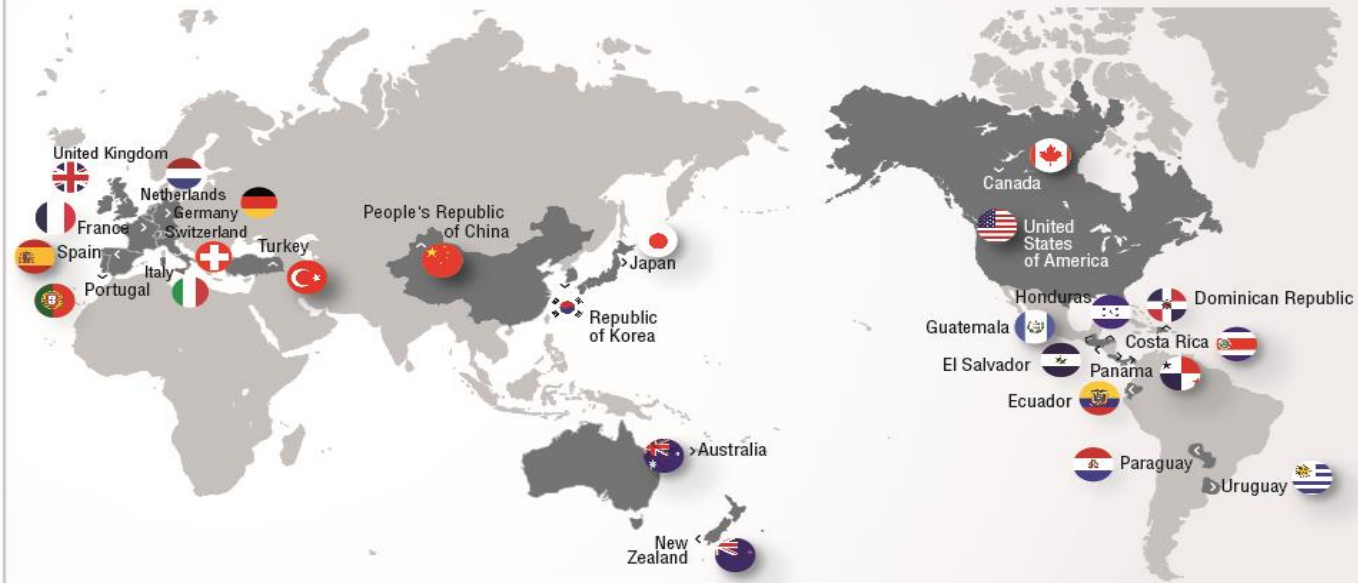 United Kingdom
Netherlands
Germany
France
Switzerland
Spain
Turkey
Italy
Portugal
People's Republic
of China
Japan
Republic
of Korea
Australia
New
Zealand
Canada
United
States
of America
Honduras
Dominican Republic
Guatemala
Costa Rica
El Salvador
Panama
Ecuador
Paraguay
Uruguay